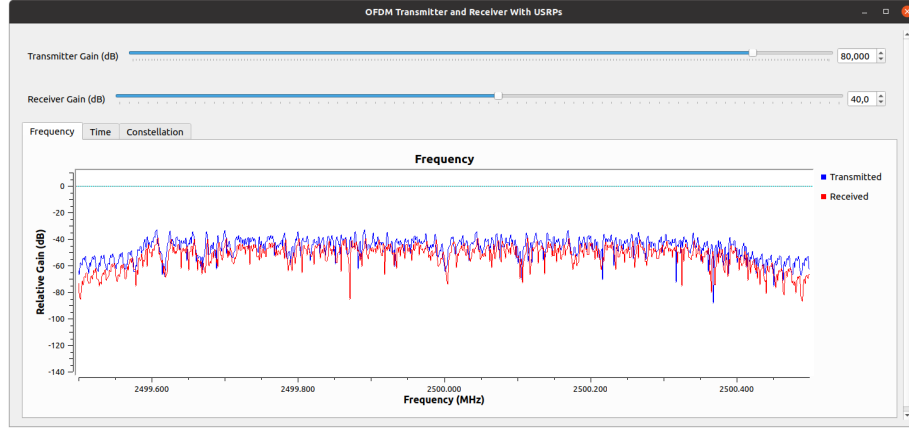 OFDM Transmitter and Receiver With USRPs
Transmitter Gain (dB) 80,000
Receiver Gain (dB) 40,0
Frequency Time Constellation
Frequency
Transmitted
Received
Relative Gain (dB)
0
-20
-40
-60
-80
-100
-120
-140
2499.600 2499.800 2500.000 2500.200 2500.400
Frequency (MHz)